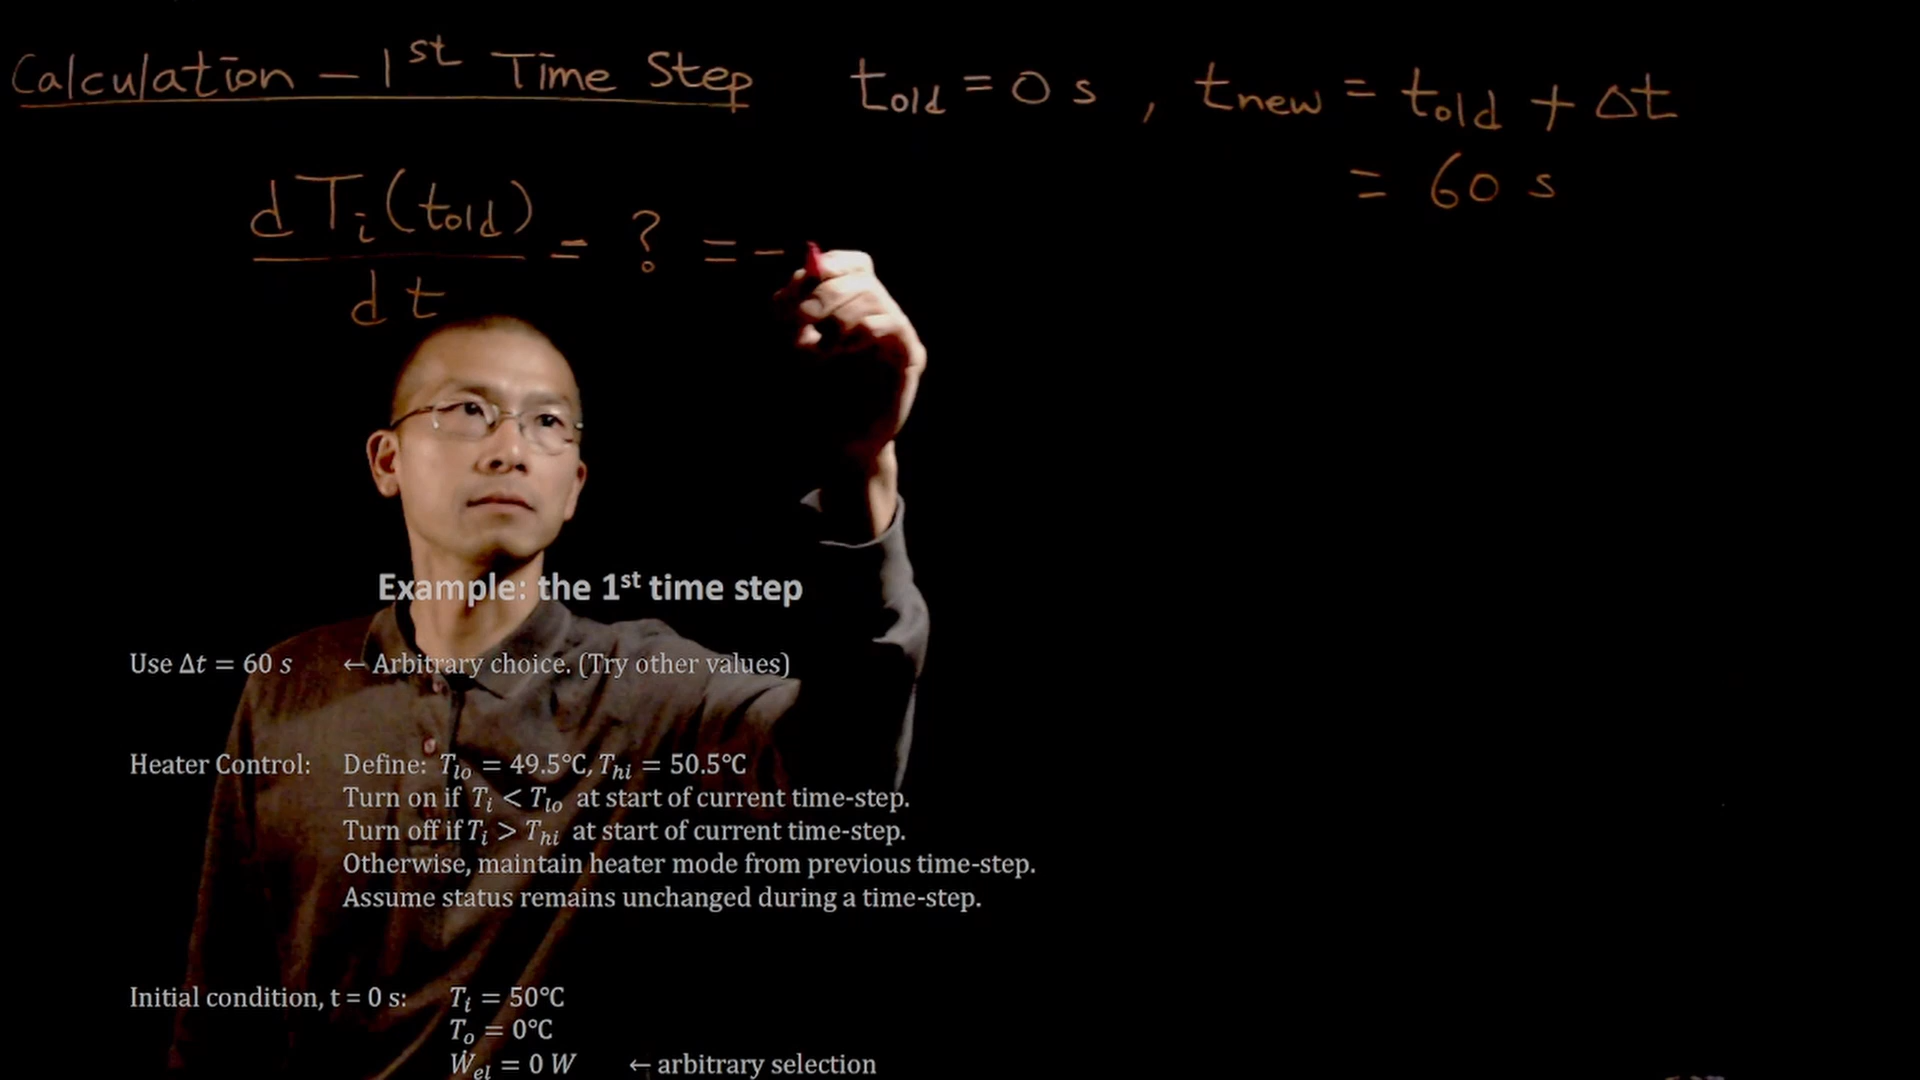 Calculation – 1st Time Step told = 0 s , tnew = told + Δt
= 60 s
dTi(told)
= ? = -
dt
Example: the 1st time step
Use Δt = 60 s ← Arbitrary choice. (Try other values)
Heater Control: Define: Tlo = 49.5°C, Thi = 50.5°C
Turn on if Ti < Tlo at start of current time-step.
Turn off if Ti > Thi at start of current time-step.
Otherwise, maintain heater mode from previous time-step.
Assume status remains unchanged during a time-step.
Initial condition, t = 0 s: Ti = 50°C
To = 0°C
Ẇel = 0 W ← arbitrary selection